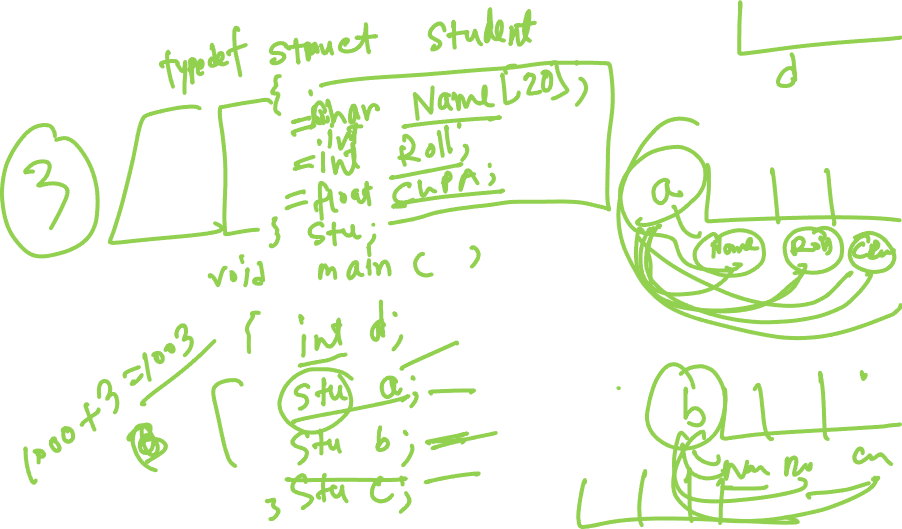 typedef struct student
{
char Name[20];
int Roll;
float CGPA;
} stu;
void main ( )
{ int d;
stu a;
stu b;
stu c;
3
1000+3=1003
d
a
Name Roll
b